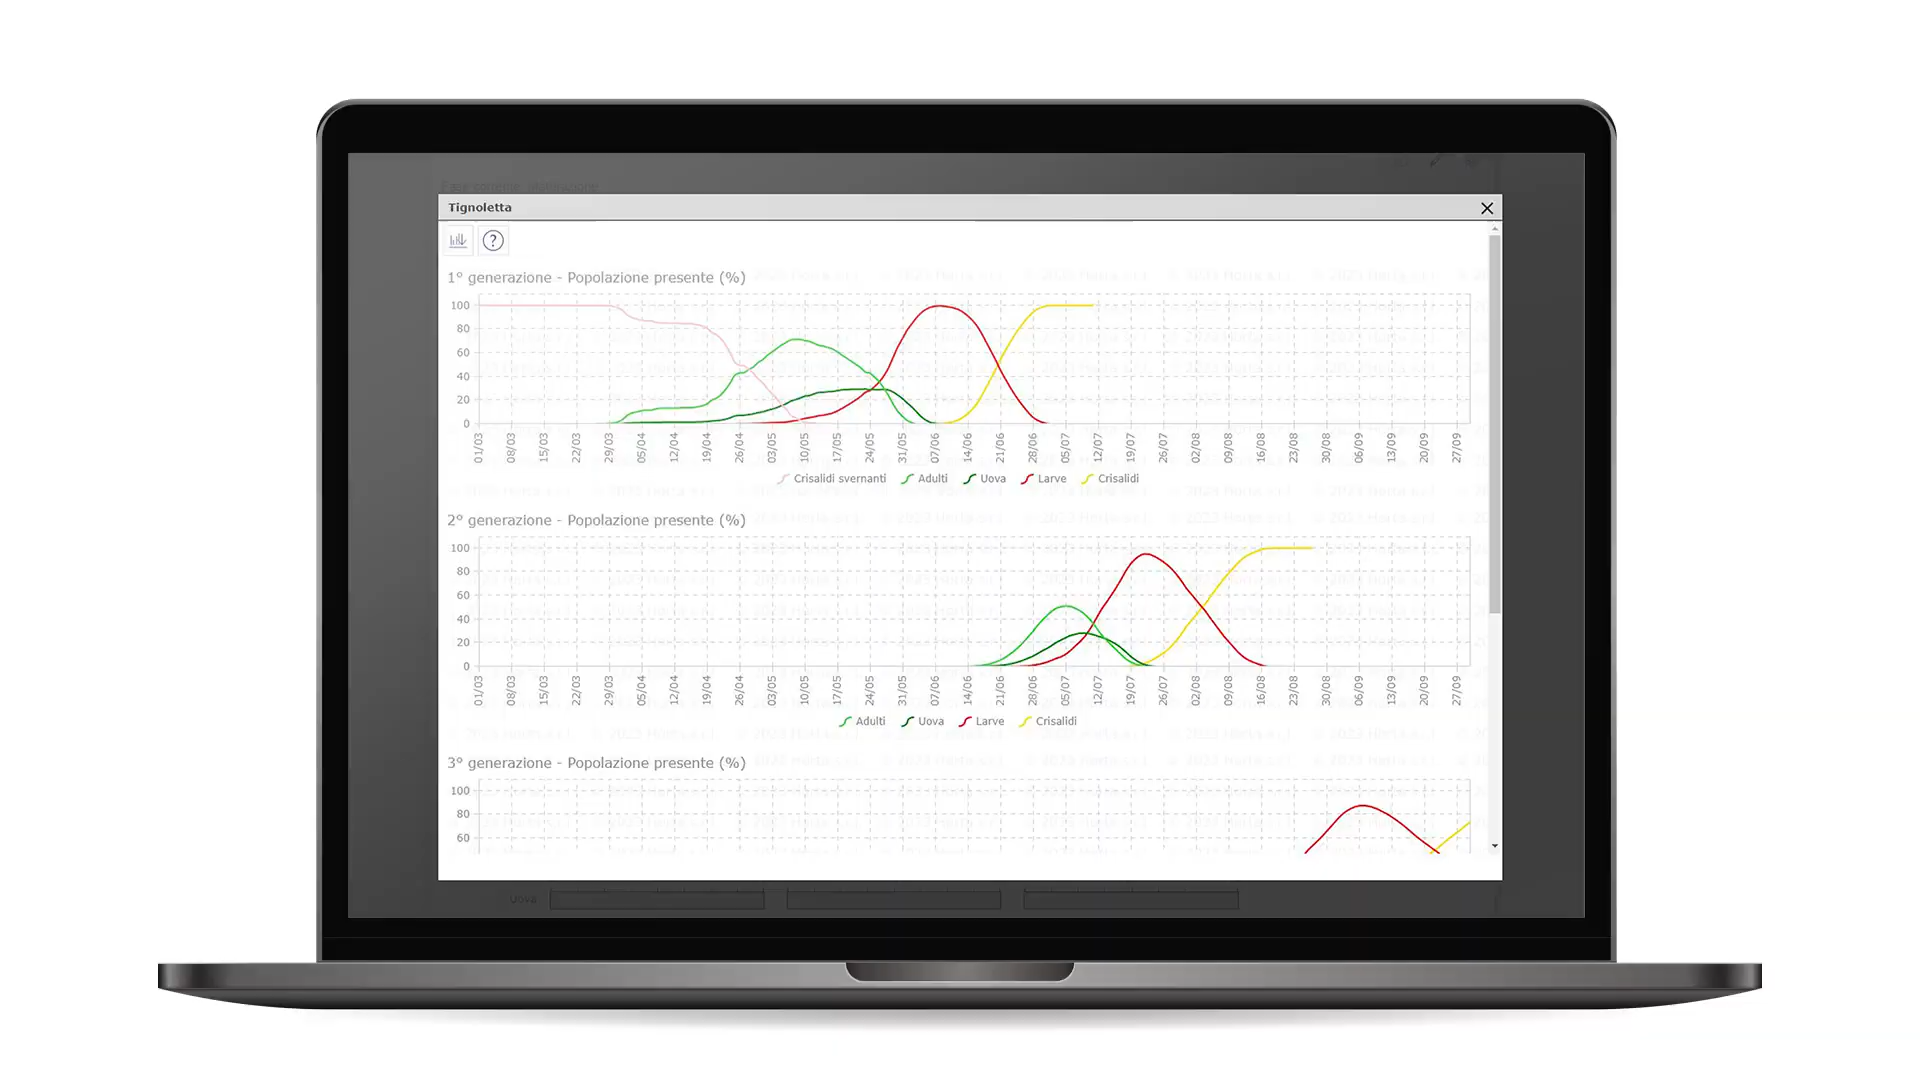 Tignoletta
?
1° generazione - Popolazione presente (%)
100
80
60
40
20
0
01/03 08/03 15/03 22/03 29/03 05/04 12/04 19/04 26/04 03/05 10/05 17/05 24/05 31/05 07/06 14/06 21/06 28/06 05/07 12/07 19/07 26/07 02/08 09/08 16/08 23/08 30/08 06/09 13/09 20/09 27/09
Crisalidi svernanti Adulti Uova Larve Crisalidi
2° generazione - Popolazione presente (%)
100
80
60
40
20
0
01/03 08/03 15/03 22/03 29/03 05/04 12/04 19/04 26/04 03/05 10/05 17/05 24/05 31/05 07/06 14/06 21/06 28/06 05/07 12/07 19/07 26/07 02/08 09/08 16/08 23/08 30/08 06/09 13/09 20/09 27/09
Adulti Uova Larve Crisalidi
3° generazione - Popolazione presente (%)
100
80
60
Uova